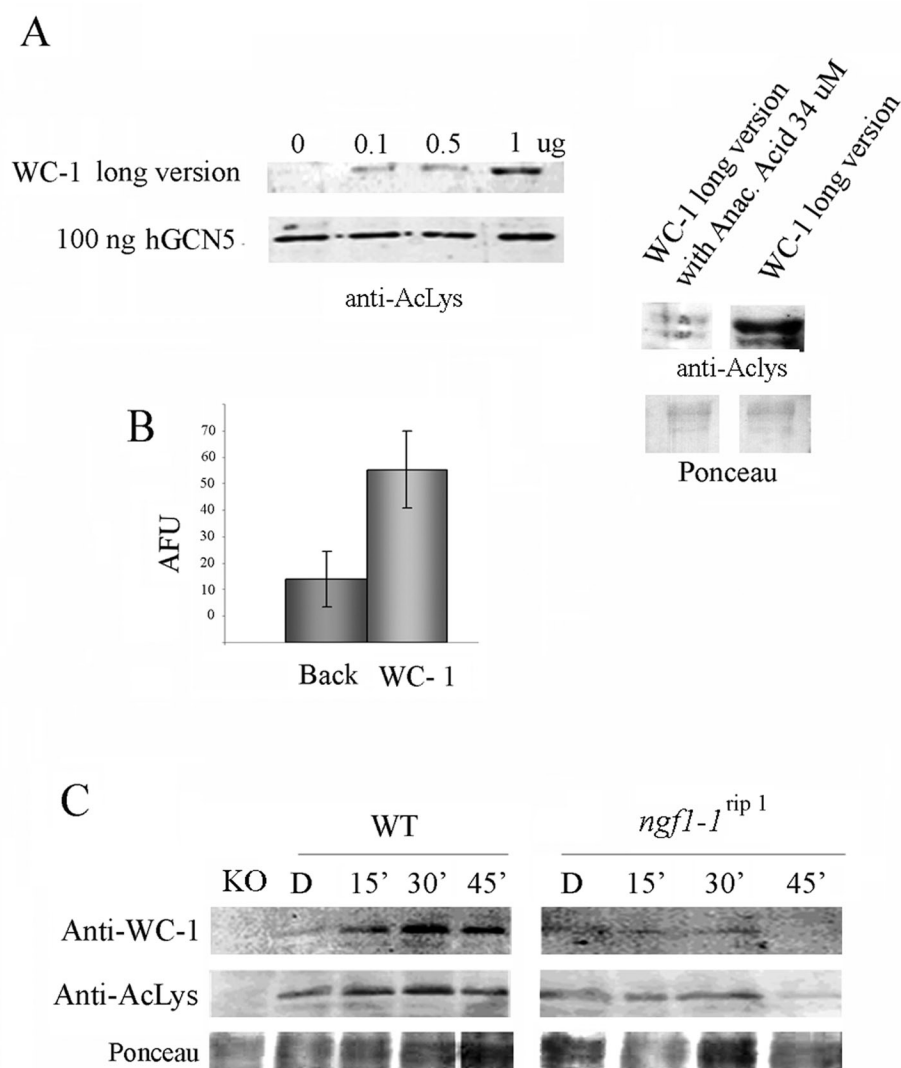 A
0 0.1 0.5 1 ug
WC-1 long version
100 ng hGCN5
anti-AcLys
WC-1 long version
with Anac. Acid 34 uM
WC-1 long version
anti-Aclys
Ponceau
B
70
60
50
40
30
20
10
0
AFU
Back WC- 1
C
WT
ngf1-1 rip 1
KO D 15’ 30’ 45’ D 15’ 30’ 45’
Anti-WC-1
Anti-AcLys
Ponceau